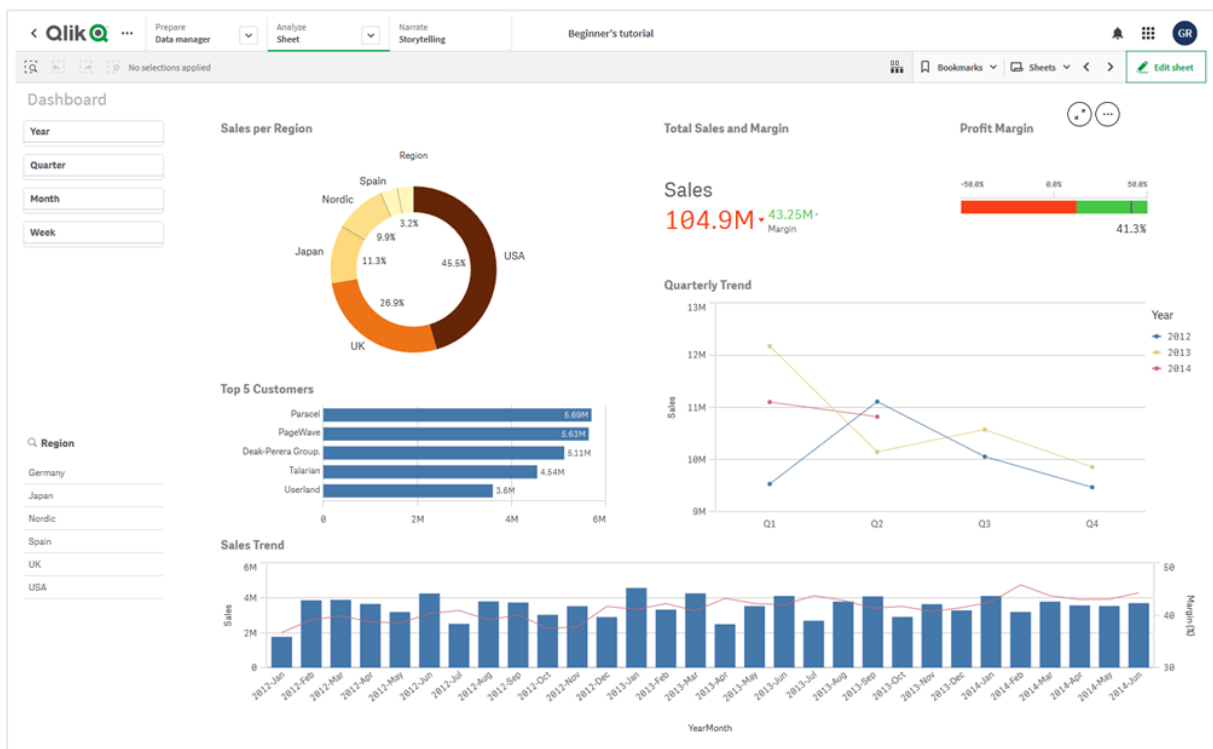 Qlik
Prepare
Data manager
Analyze
Sheet
Narrate
Storytelling
Beginner's tutorial
GR
No selections applied
Bookmarks
Sheets
Edit sheet
Dashboard
Year
Quarter
Month
Week
Region
Germany
Japan
Nordic
Spain
UK
USA
Sales per Region
Region
Spain
Nordic
Japan
UK
USA
3.2%
9.9%
11.3%
26.9%
45.5%
Total Sales and Margin
Sales
104.9M
43.25M
Margin
Profit Margin
-50.0% 0.0% 50.0%
41.3%
Top 5 Customers
Paracel 5.69M
PageWave 5.63M
Deak-Perera Group. 5.11M
Talarian 4.54M
Userland 3.6M
0 2M 4M 6M
Quarterly Trend
13M
12M
11M
10M
9M
Sales
Q1 Q2 Q3 Q4
Year
2012
2013
2014
Sales Trend
6M
4M
2M
0
Sales
50
40
30
Margin (%)
2012-Jan 2012-Feb 2012-Mar 2012-Apr 2012-May 2012-Jun 2012-Jul 2012-Aug 2012-Sep 2012-Oct 2012-Nov 2012-Dec 2013-Jan 2013-Feb 2013-Mar 2013-Apr 2013-May 2013-Jun 2013-Jul 2013-Aug 2013-Sep 2013-Oct 2013-Nov 2013-Dec 2014-Jan 2014-Feb 2014-Mar 2014-Apr 2014-May 2014-Jun
YearMonth